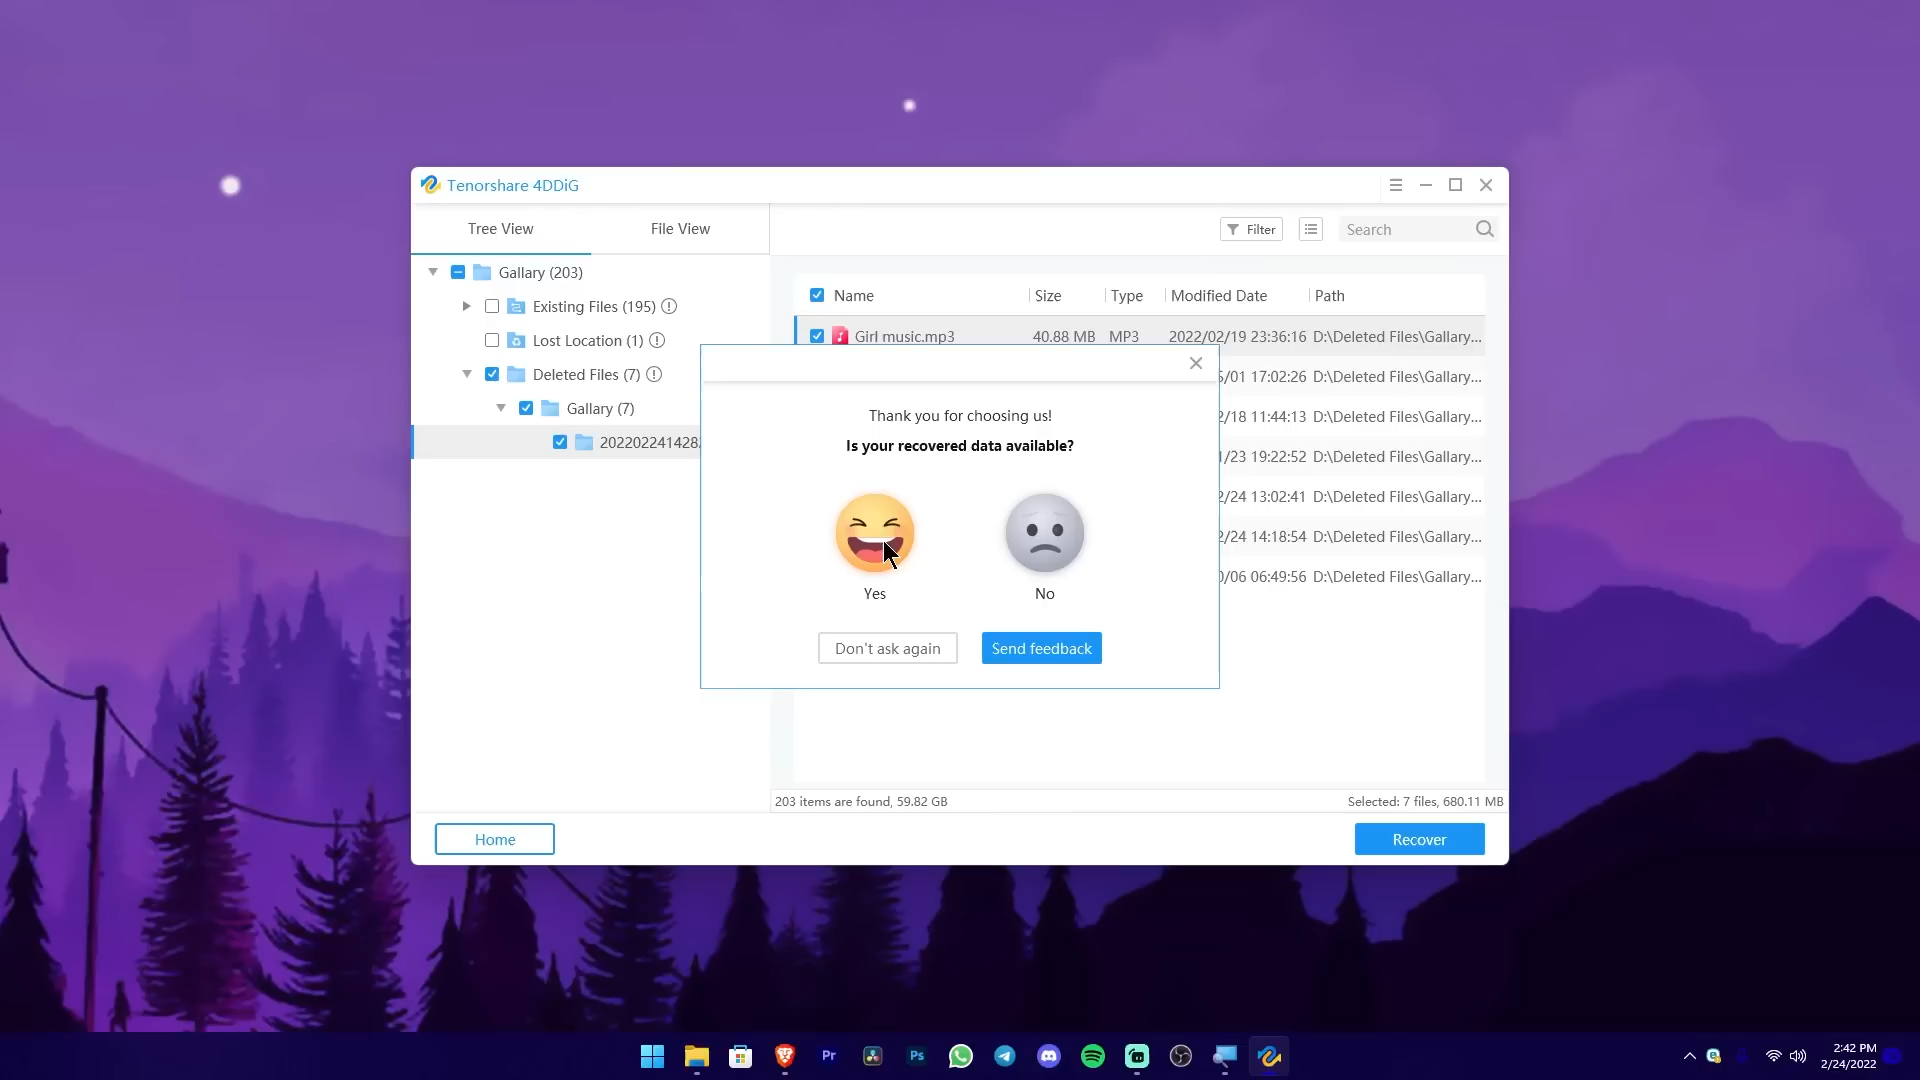 Tenorshare 4DDiG
Tree View File View
Filter Search
Gallary (203)
Existing Files (195)
Lost Location (1)
Deleted Files (7)
Gallary (7)
202202241428
Name Size Type Modified Date Path
Girl music.mp3 40.88 MB MP3 2022/02/19 23:36:16 D:\Deleted Files\Gallary...
/01 17:02:26 D:\Deleted Files\Gallary...
2/18 11:44:13 D:\Deleted Files\Gallary...
/23 19:22:52 D:\Deleted Files\Gallary...
2/24 13:02:41 D:\Deleted Files\Gallary...
2/24 14:18:54 D:\Deleted Files\Gallary...
/06 06:49:56 D:\Deleted Files\Gallary...
Thank you for choosing us!
Is your recovered data available?
Yes No
Don't ask again Send feedback
203 items are found, 59.82 GB Selected: 7 files, 680.11 MB
Home Recover
Pr Ps
2:42 PM
2/24/2022